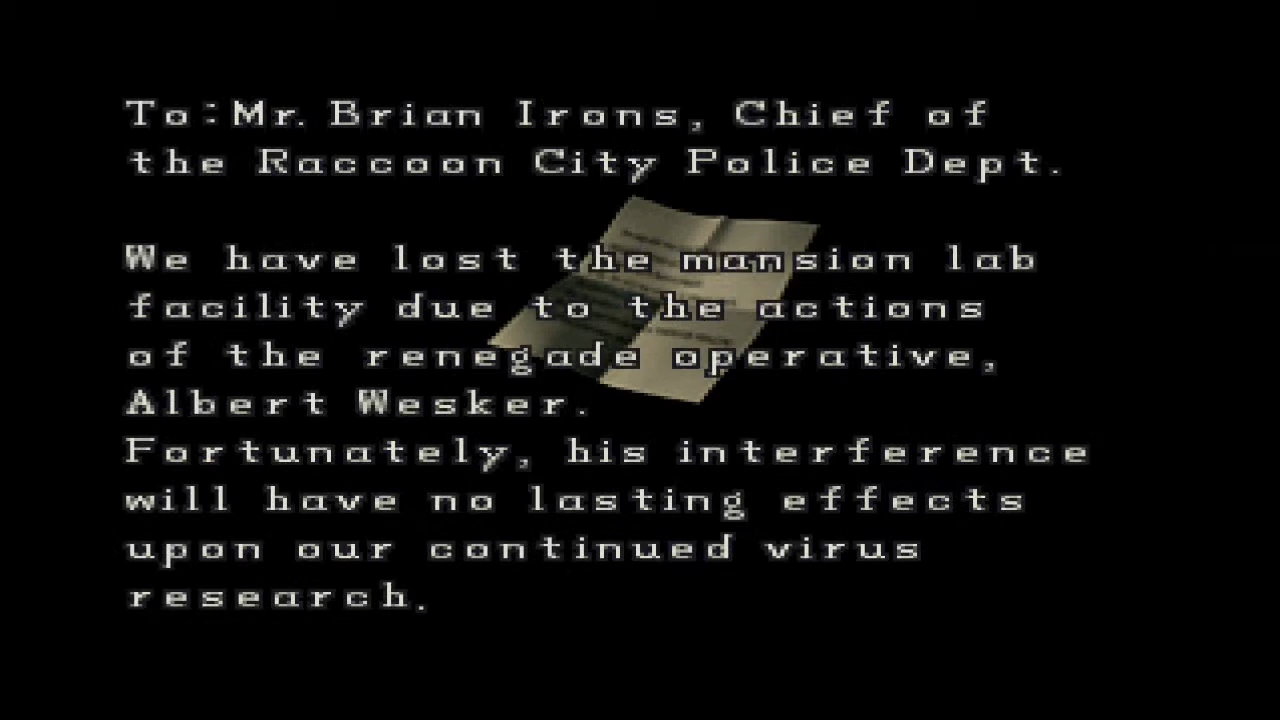 To:Mr. Brian Irons, Chief of
the Raccoon City Police Dept.
We have lost the mansion lab
facility due to the actions
of the renegade operative,
Albert Wesker.
Fortunately, his interference
will have no lasting effects
upon our continued virus
research.